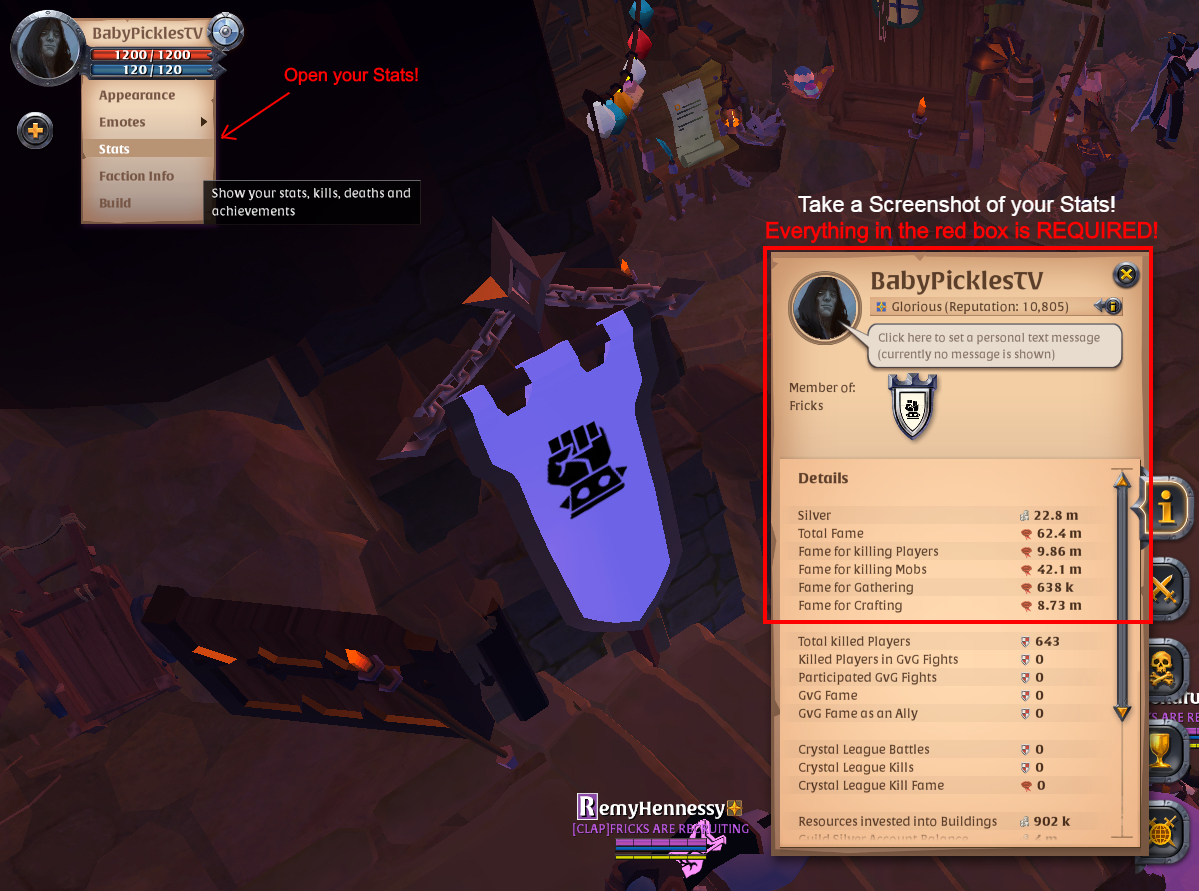 BabyPicklesTV
1200 / 1200
120 / 120
Appearance
Emotes
Stats
Faction Info
Build
Show your stats, kills, deaths and
achievements
Open your Stats!
Take a Screenshot of your Stats!
Everything in the red box is REQUIRED!
BabyPicklesTV
Glorious (Reputation: 10,805)
Click here to set a personal text message
(currently no message is shown)
Member of:
Fricks
Details
Silver 22.8 m
Total Fame 62.4 m
Fame for killing Players 9.86 m
Fame for killing Mobs 42.1 m
Fame for Gathering 638 k
Fame for Crafting 8.73 m
Total killed Players 643
Killed Players in GvG Fights 0
Participated GvG Fights 0
GvG Fame 0
GvG Fame as an Ally 0
Crystal League Battles 0
Crystal League Kills 0
Crystal League Kill Fame 0
Resources invested into Buildings 902 k
Guild Silver Account Balance
RemyHennessy
[CLAP]FRICKS ARE RECRUITING